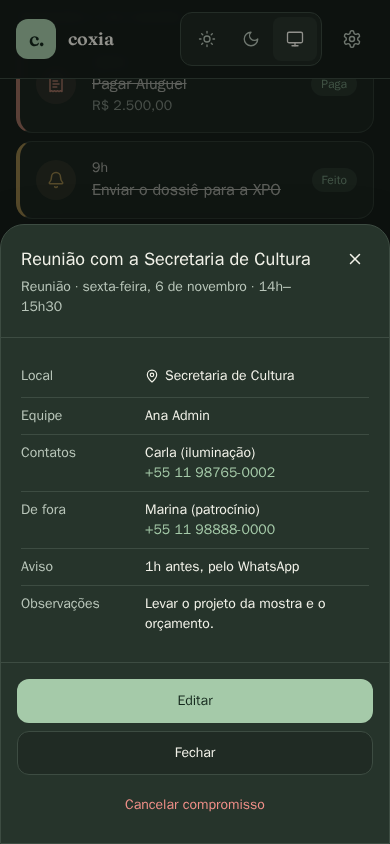 c. coxia
Pagar Aluguel
Paga
R$ 2.500,00
9h
Enviar o dossiê para a XPO
Feito
Reunião com a Secretaria de Cultura
Reunião · sexta-feira, 6 de novembro · 14h–
15h30
Local
Secretaria de Cultura
Equipe
Ana Admin
Contatos
Carla (iluminação)
+55 11 98765-0002
De fora
Marina (patrocínio)
+55 11 98888-0000
Aviso
1h antes, pelo WhatsApp
Observações
Levar o projeto da mostra e o
orçamento.
Editar
Fechar
Cancelar compromisso